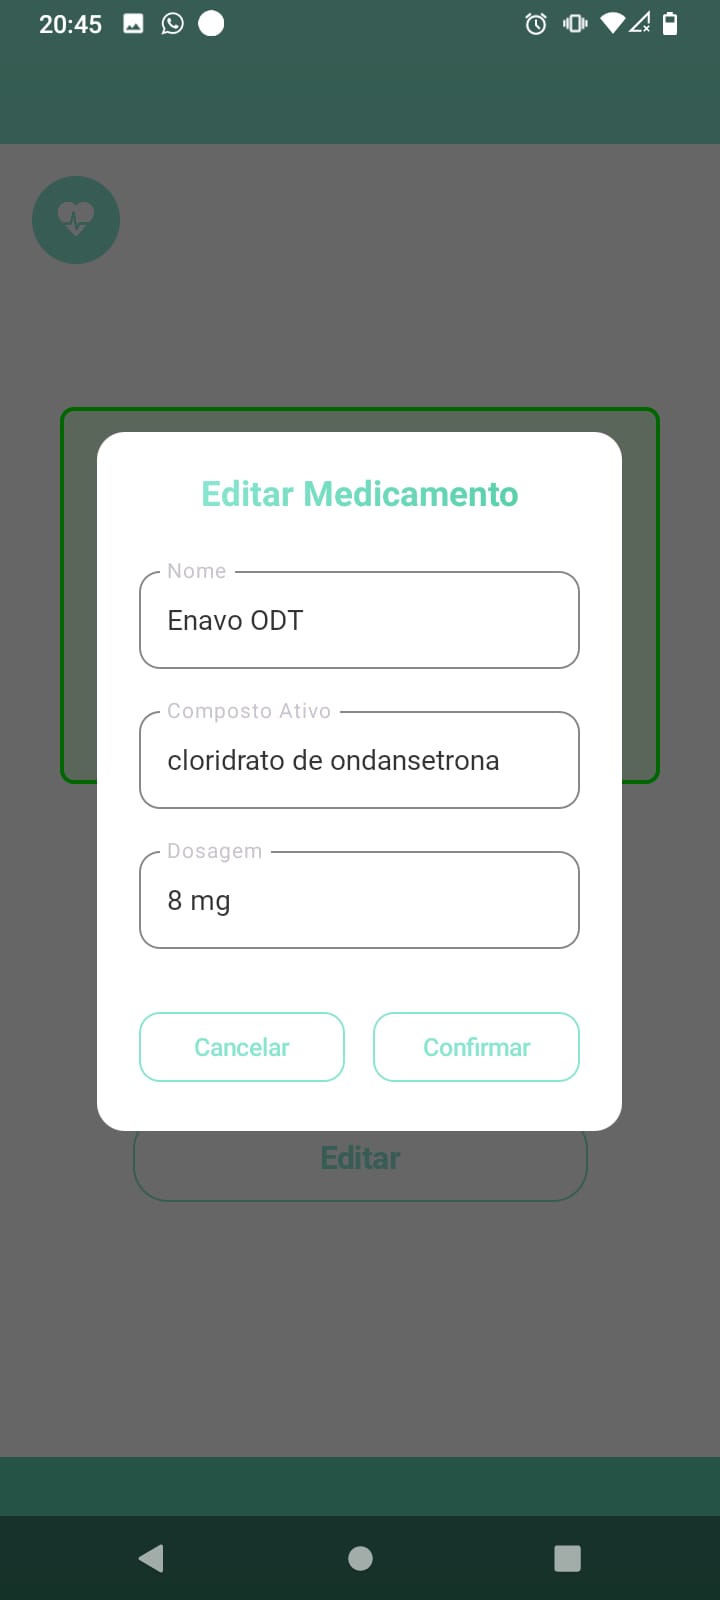 20:45
Editar Medicamento
Nome
Enavo ODT
Composto Ativo
cloridrato de ondansetrona
Dosagem
8 mg
Cancelar
Confirmar
Editar